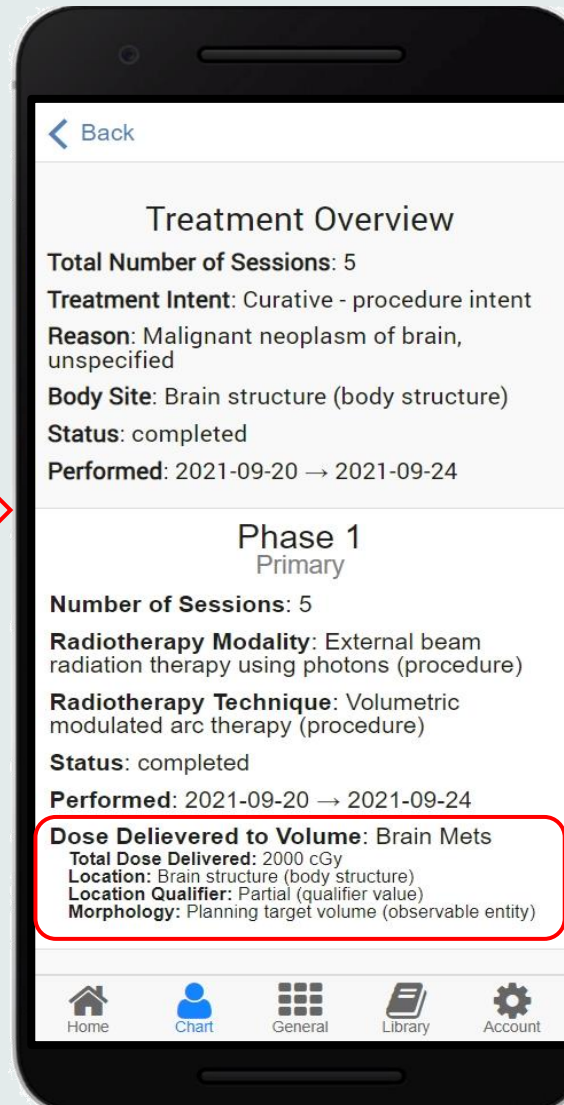 Back
Treatment Overview
Total Number of Sessions: 5
Treatment Intent: Curative - procedure intent
Reason: Malignant neoplasm of brain,
unspecified
Body Site: Brain structure (body structure)
Status: completed
Performed: 2021-09-20 → 2021-09-24
Phase 1
Primary
Number of Sessions: 5
Radiotherapy Modality: External beam
radiation therapy using photons (procedure)
Radiotherapy Technique: Volumetric
modulated arc therapy (procedure)
Status: completed
Performed: 2021-09-20 → 2021-09-24
Dose Delievered to Volume: Brain Mets
Total Dose Delivered: 2000 cGy
Location: Brain structure (body structure)
Location Qualifier: Partial (qualifier value)
Morphology: Planning target volume (observable entity)
Home Chart General Library Account